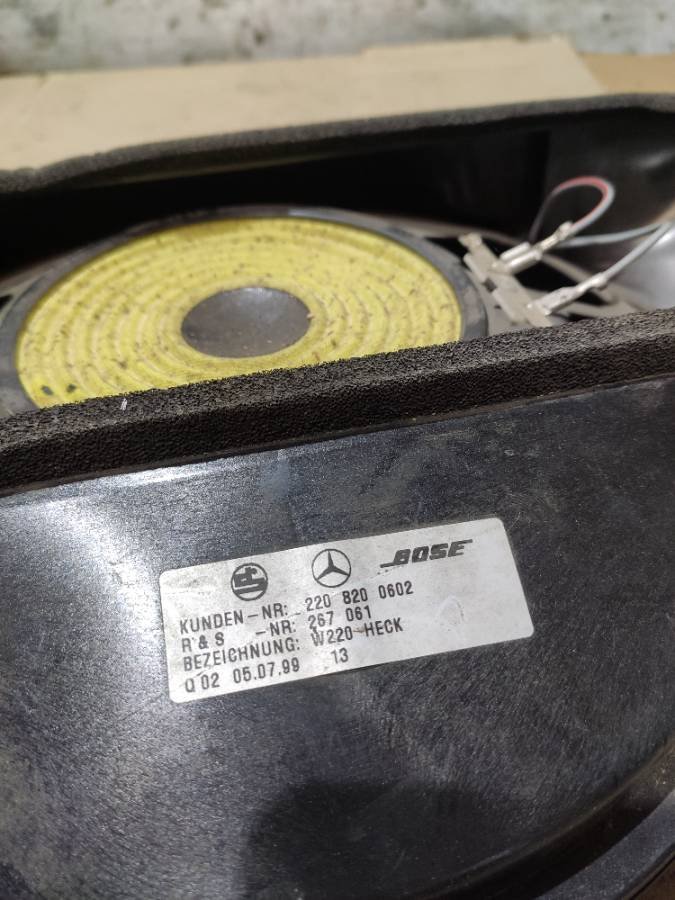 BOSE
KUNDEN-NR: 220 820 0602
R & S -NR: 267 061
BEZEICHNUNG: W220-HECK
Q 02 05.07.99 13